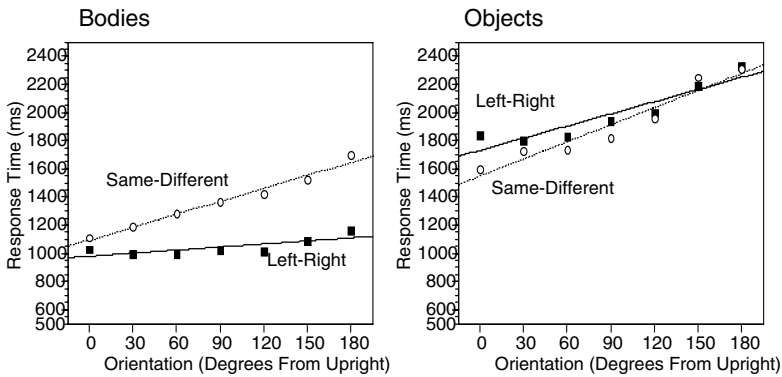 Bodies
2400
2200
2000
1800
1600
1400
1200
1000
800
600
500
Response Time (ms)
Same-Different
Left-Right
0 30 60 90 120 150 180
Orientation (Degrees From Upright)
Objects
2400
2200
2000
1800
1600
1400
1200
1000
800
600
500
Response Time (ms)
Left-Right
Same-Different
0 30 60 90 120 150 180
Orientation (Degrees From Upright)